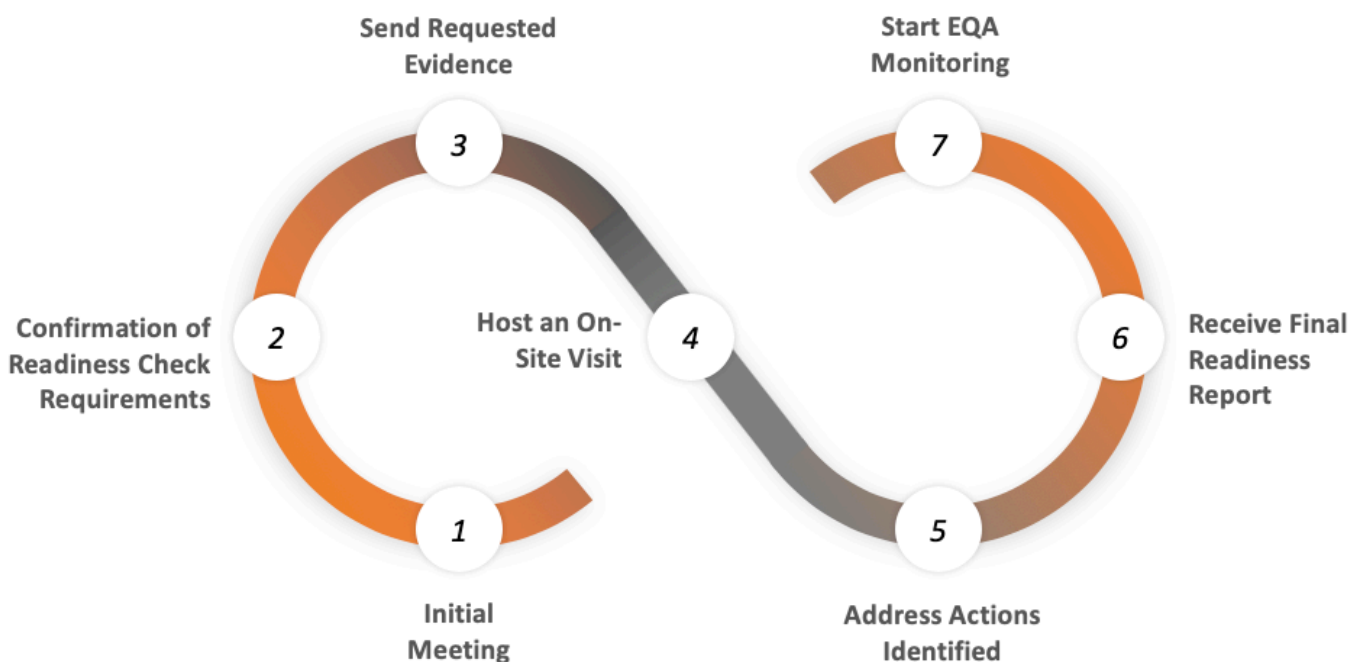 Send Requested
Evidence
Start EQA
Monitoring
3
7
Confirmation of
Readiness Check
Requirements
2
Host an On-
Site Visit
4
6
Receive Final
Readiness
Report
1
5
Initial
Meeting
Address Actions
Identified